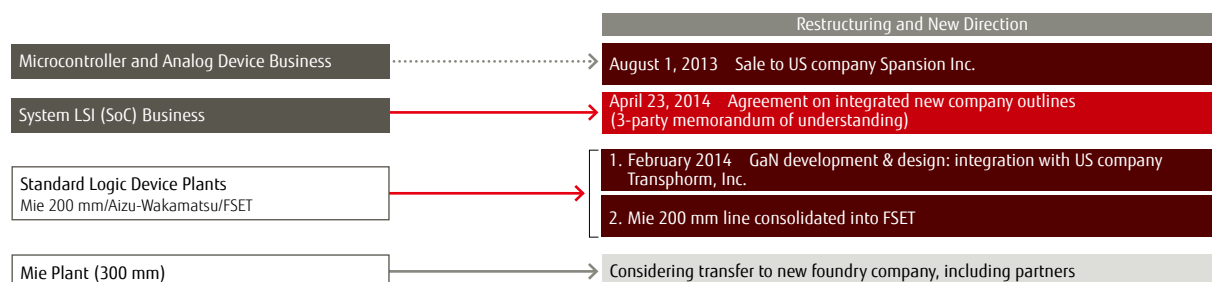 Restructuring and New Direction
Microcontroller and Analog Device Business
August 1, 2013 Sale to US company Spansion Inc.
System LSI (SoC) Business
April 23, 2014 Agreement on integrated new company outlines
(3-party memorandum of understanding)
Standard Logic Device Plants
Mie 200 mm/Aizu-Wakamatsu/FSET
1. February 2014 GaN development & design: integration with US company
Transphorm, Inc.
2. Mie 200 mm line consolidated into FSET
Mie Plant (300 mm)
Considering transfer to new foundry company, including partners